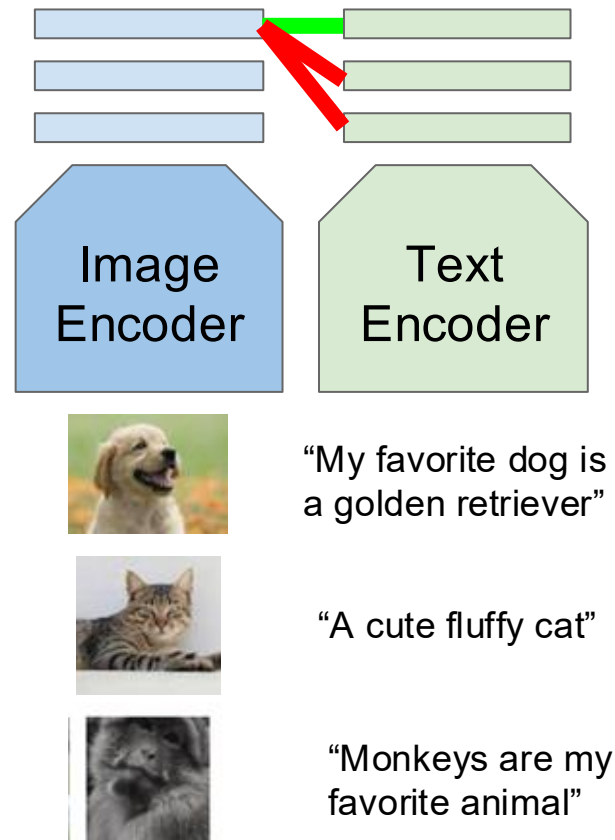 Image
Encoder
Text
Encoder
“My favorite dog is
a golden retriever”
“A cute fluffy cat”
“Monkeys are my
favorite animal”